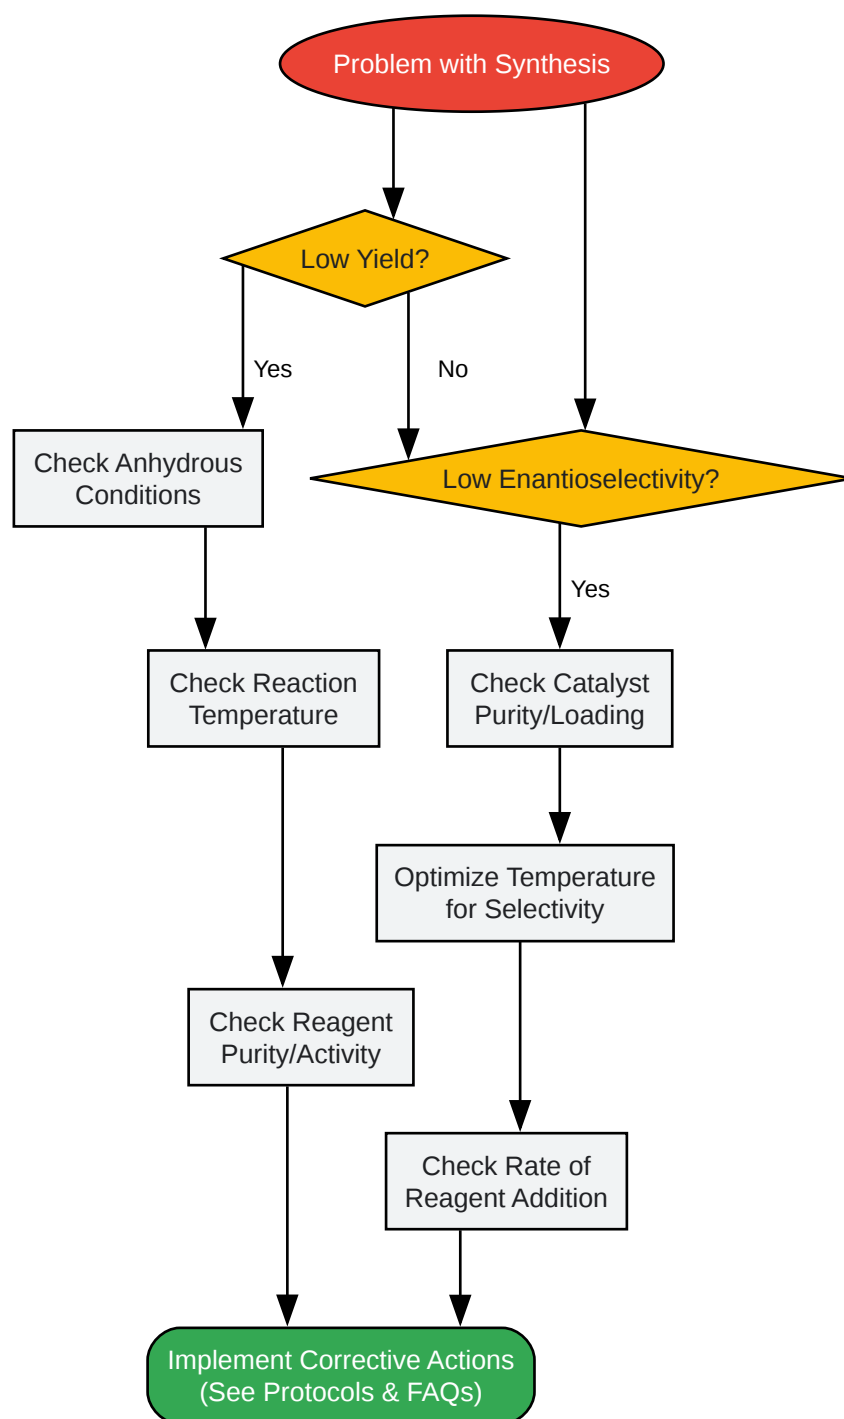 Problem with Synthesis
Low Yield?
Yes
No
Check Anhydrous
Conditions
Low Enantioselectivity?
Yes
Check Reaction
Temperature
Check Catalyst
Purity/Loading
Optimize Temperature
for Selectivity
Check Reagent
Purity/Activity
Check Rate of
Reagent Addition
Implement Corrective Actions
(See Protocols & FAQs)